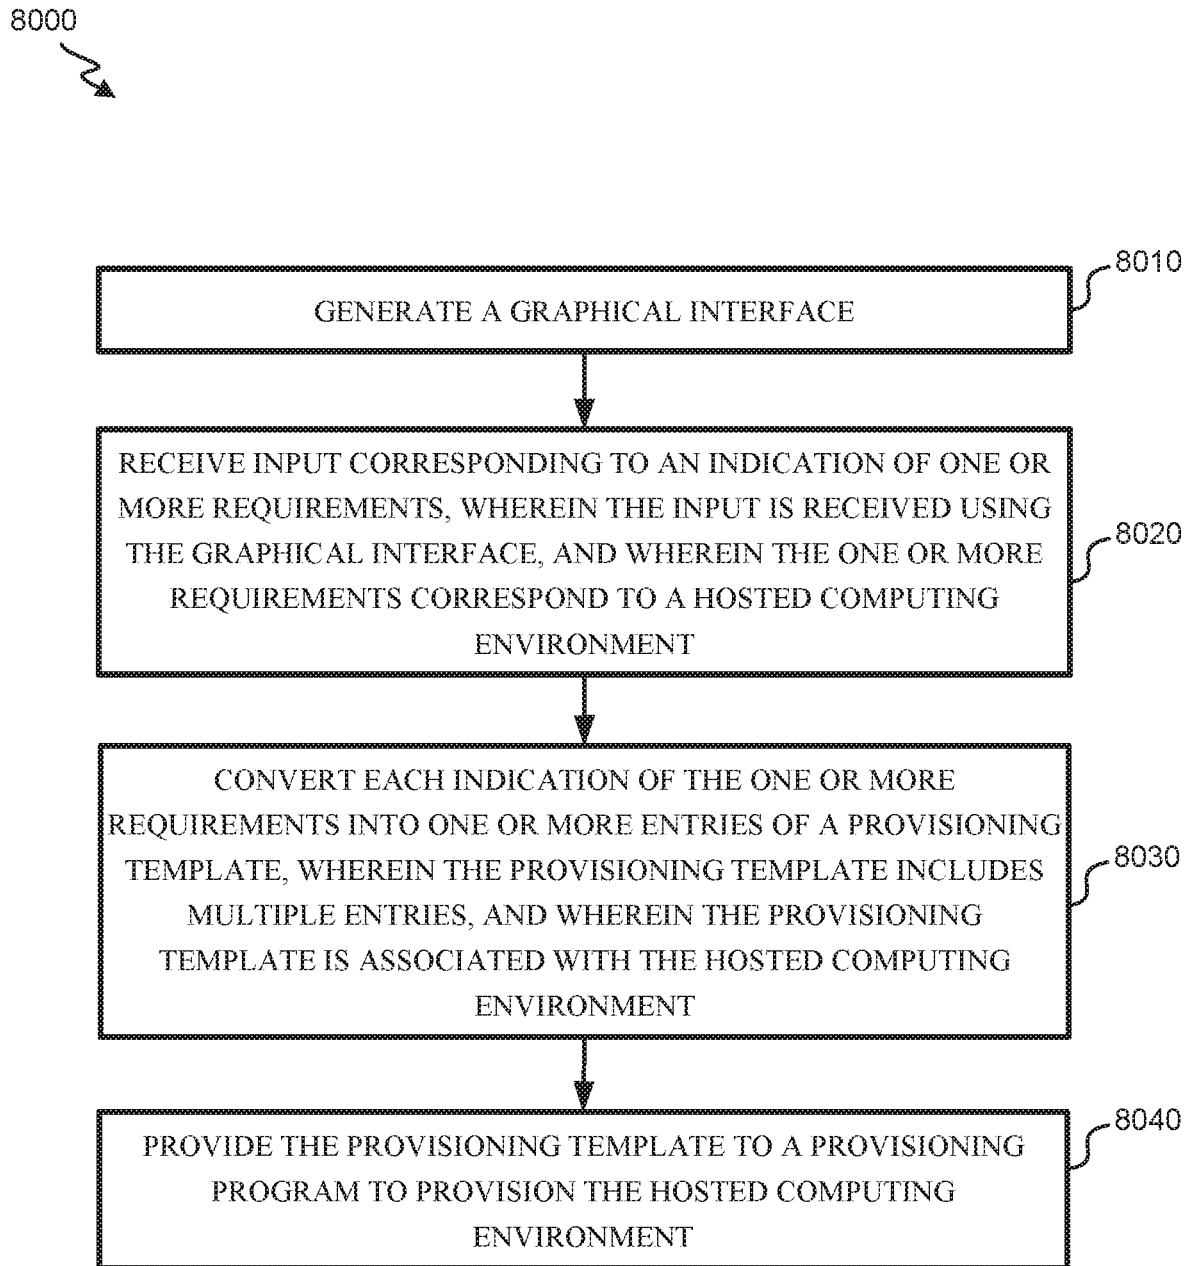 8000
8010
GENERATE A GRAPHICAL INTERFACE
RECEIVE INPUT CORRESPONDING TO AN INDICATION OF ONE OR
MORE REQUIREMENTS, WHEREIN THE INPUT IS RECEIVED USING
THE GRAPHICAL INTERFACE, AND WHEREIN THE ONE OR MORE
REQUIREMENTS CORRESPOND TO A HOSTED COMPUTING
ENVIRONMENT
8020
CONVERT EACH INDICATION OF THE ONE OR MORE
REQUIREMENTS INTO ONE OR MORE ENTRIES OF A PROVISIONING
TEMPLATE, WHEREIN THE PROVISIONING TEMPLATE INCLUDES
MULTIPLE ENTRIES, AND WHEREIN THE PROVISIONING
TEMPLATE IS ASSOCIATED WITH THE HOSTED COMPUTING
ENVIRONMENT
8030
PROVIDE THE PROVISIONING TEMPLATE TO A PROVISIONING
PROGRAM TO PROVISION THE HOSTED COMPUTING
ENVIRONMENT
8040